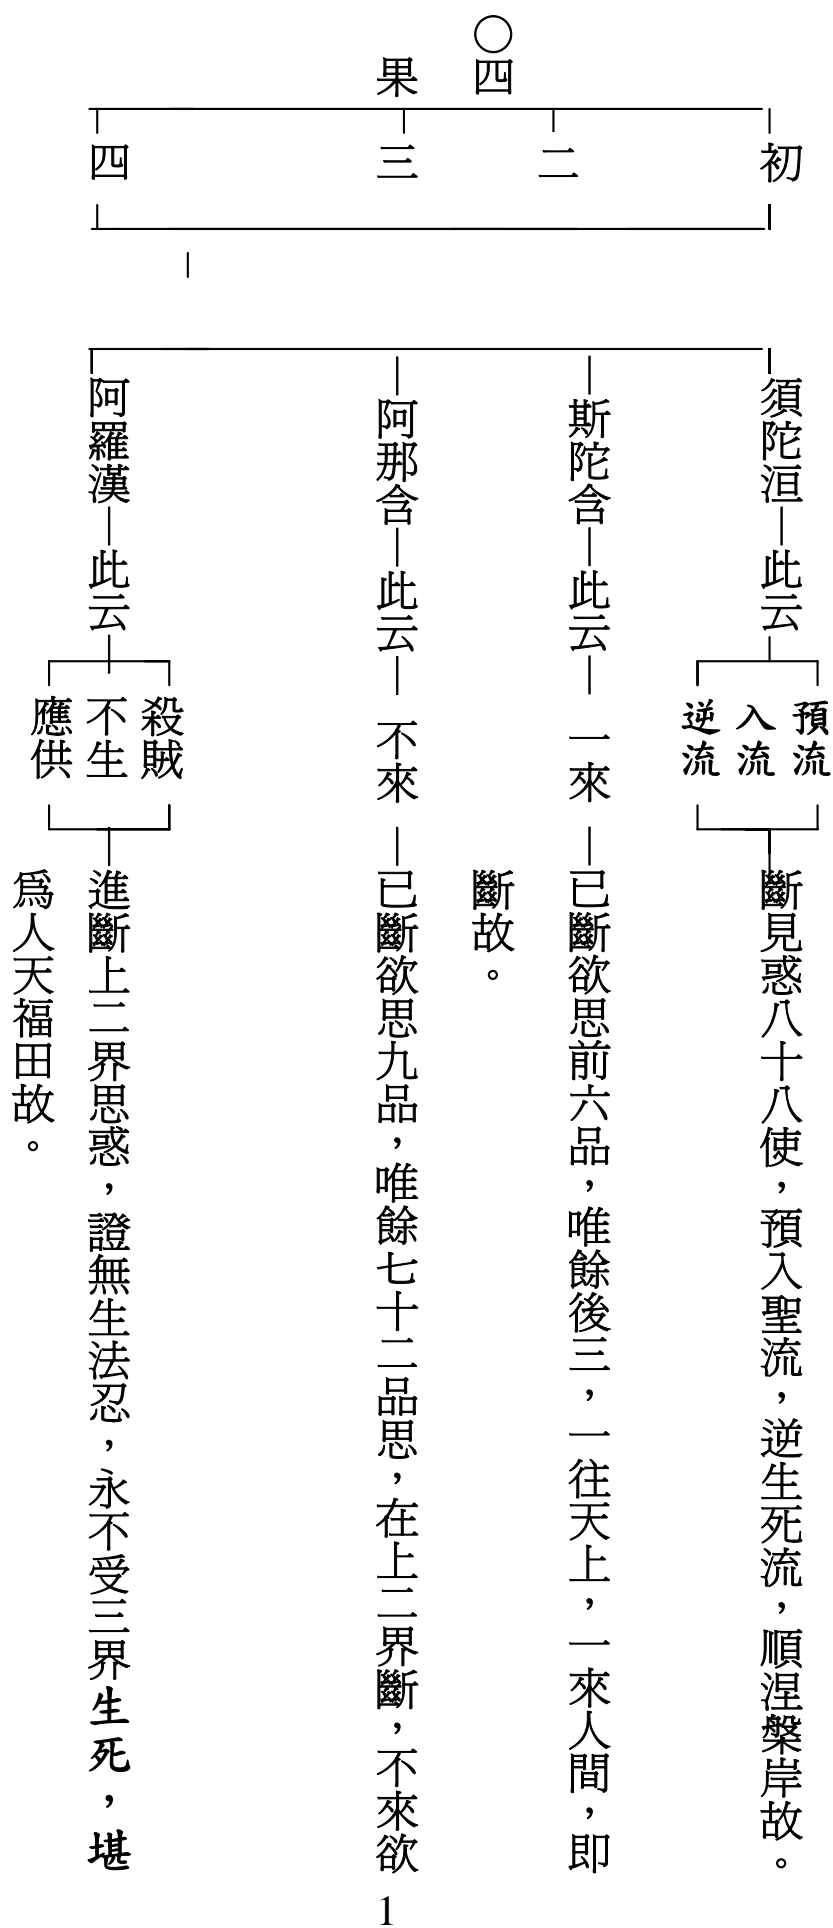 ○四
果
初
二
三
四
須陀洹—此云
預流
入流
逆流
斷見惑八十八使，預入聖流，逆生死流，順涅槃岸故。
斯陀含—此云—一來—已斷欲思前六品，唯餘後三，一往天上，一來人間，即
斷故。
阿那含—此云—不來—已斷欲思九品，唯餘七十二品思，在上二界斷，不來欲
阿羅漢—此云
殺賊
不生
應供
進斷上二界思惑，證無生法忍，永不受三界生死，堪
為人天福田故。
1